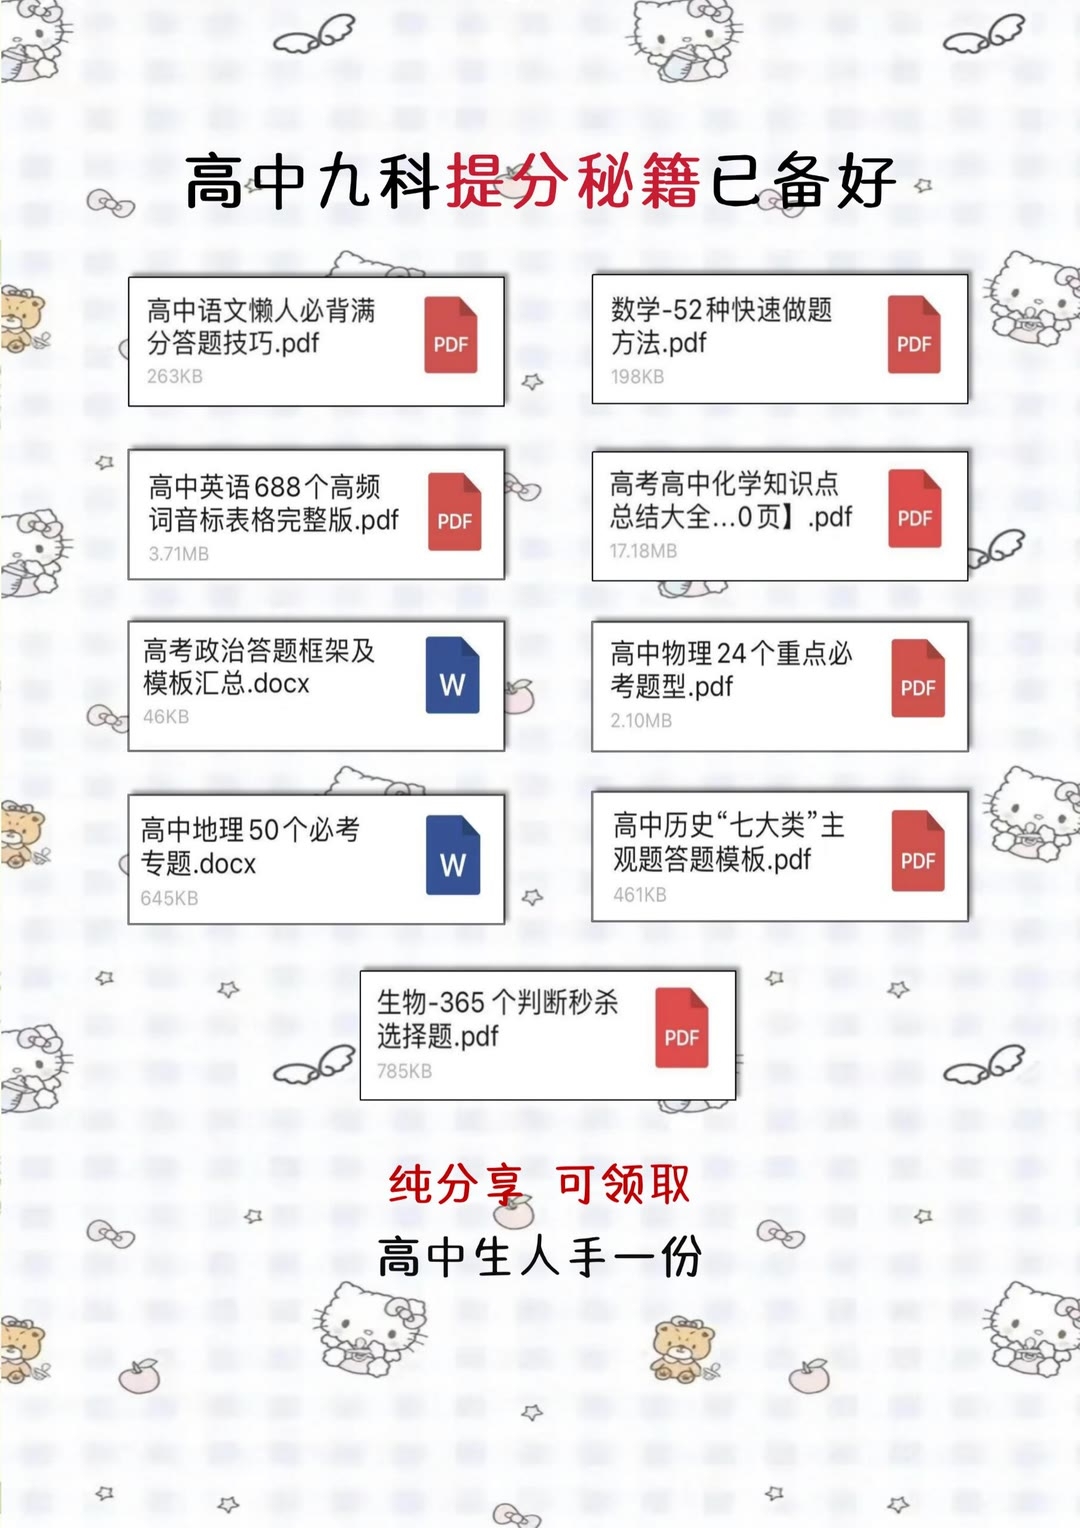 高中九科提分秘籍已备好
高中语文懒人必背满
分答题技巧.pdf
263KB
PDF
数学-52种快速做题
方法.pdf
198KB
PDF
高中英语688个高频
词音标表格完整版.pdf
3.71MB
PDF
高考高中化学知识点
总结大全...0页】.pdf
17.18MB
PDF
高考政治答题框架及
模板汇总.docx
46KB
W
高中物理24个重点必
考题型.pdf
2.10MB
PDF
高中地理50个必考
专题.docx
645KB
W
高中历史“七大类”主
观题答题模板.pdf
461KB
PDF
生物-365个判断秒杀
选择题.pdf
785KB
PDF
纯分享 可领取
高中生人手一份